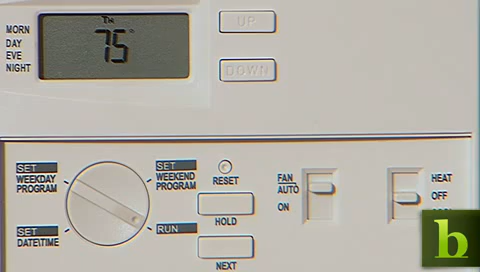 MORN
DAY
EVE
NIGHT
TH
75°
UP
DOWN
SET
WEEKDAY
PROGRAM
SET
WEEKEND
PROGRAM
SET
DATE\TIME
RUN
RESET
HOLD
NEXT
FAN
AUTO
ON
HEAT
OFF
b